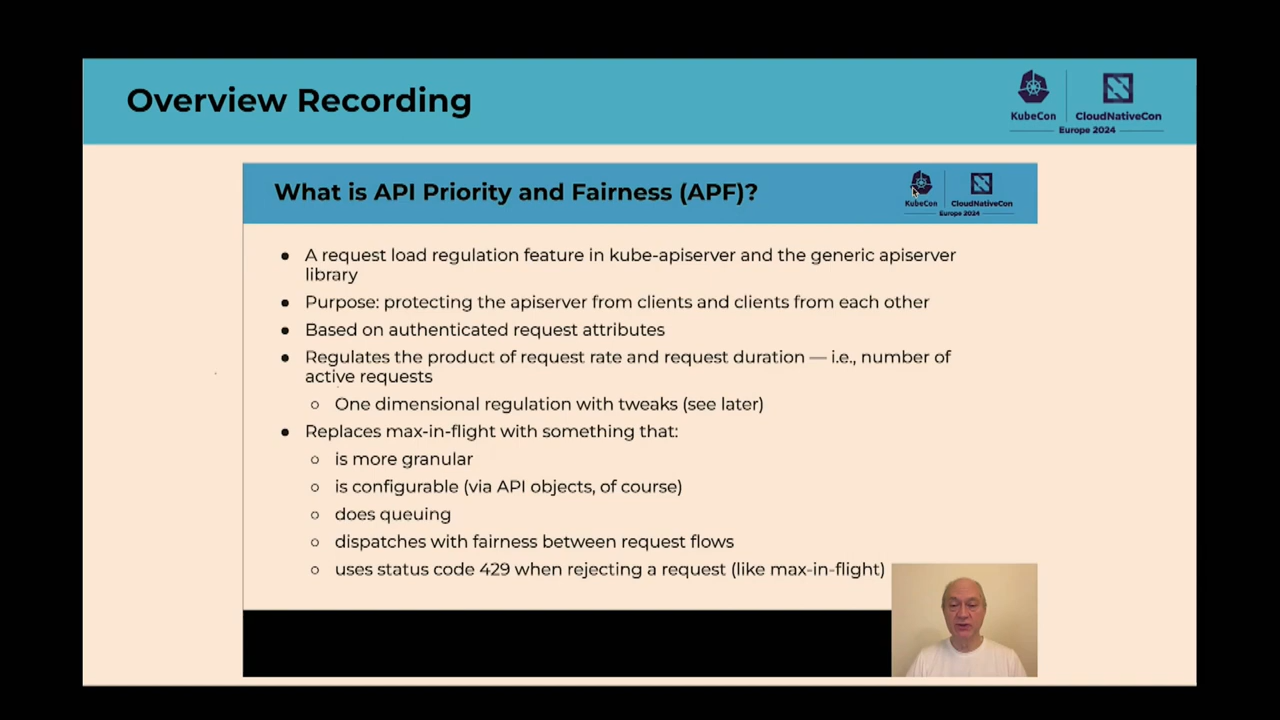 Overview Recording
KubeCon
CloudNativeCon
Europe 2024
What is API Priority and Fairness (APF)?
KubeCon
CloudNativeCon
Europe 2024
● A request load regulation feature in kube-apiserver and the generic apiserver
library
● Purpose: protecting the apiserver from clients and clients from each other
● Based on authenticated request attributes
● Regulates the product of request rate and request duration — i.e., number of
active requests
○ One dimensional regulation with tweaks (see later)
● Replaces max-in-flight with something that:
○ is more granular
○ is configurable (via API objects, of course)
○ does queuing
○ dispatches with fairness between request flows
○ uses status code 429 when rejecting a request (like max-in-flight)